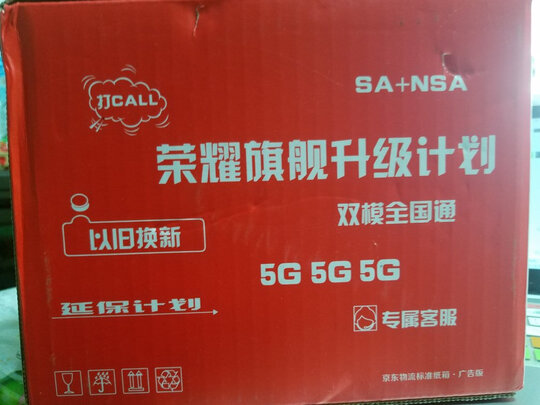 打CALL
SA+NSA
荣耀旗舰升级计划
双模全国通
以旧换新
5G 5G 5G
延保计划
专属客服
京东物流标准纸箱·广告版